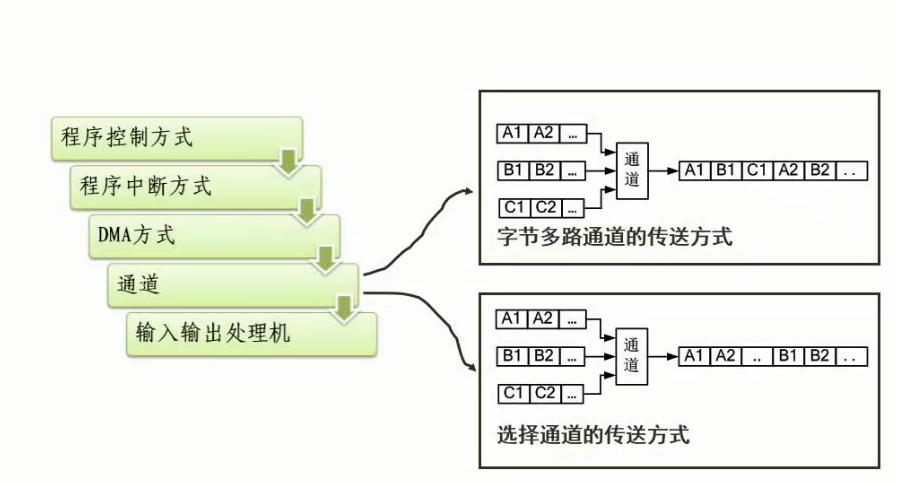 程序控制方式
程序中断方式
DMA方式
通道
输入输出处理机
A1 A2 ...
B1 B2 ...
C1 C2 ...
通道
A1 B1 C1 A2 B2 ..
字节多路通道的传送方式
A1 A2 ...
B1 B2 ...
C1 C2 ...
通道
A1 A2 .. B1 B2 ..
选择通道的传送方式